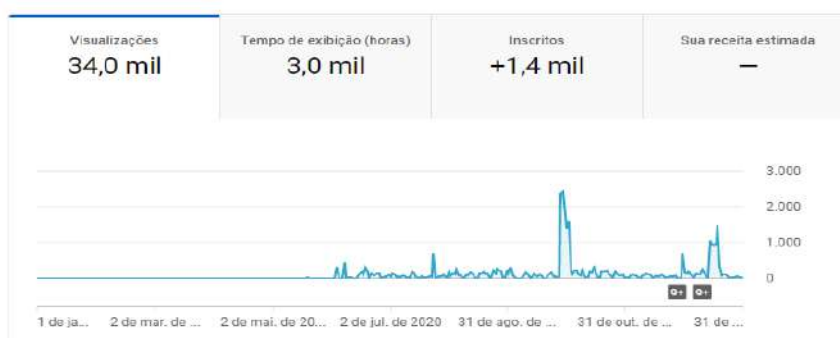 Visualizações
34,0 mil
Tempo de exibição (horas)
3,0 mil
Inscritos
+1,4 mil
Sua receita estimada
—
3.000
2.000
1.000
0
9+ 9+
1 de ja... 2 de mar. de ... 2 de mai. de 20... 2 de jul. de 2020 31 de ago. de ... 31 de out. de ... 31 de ...